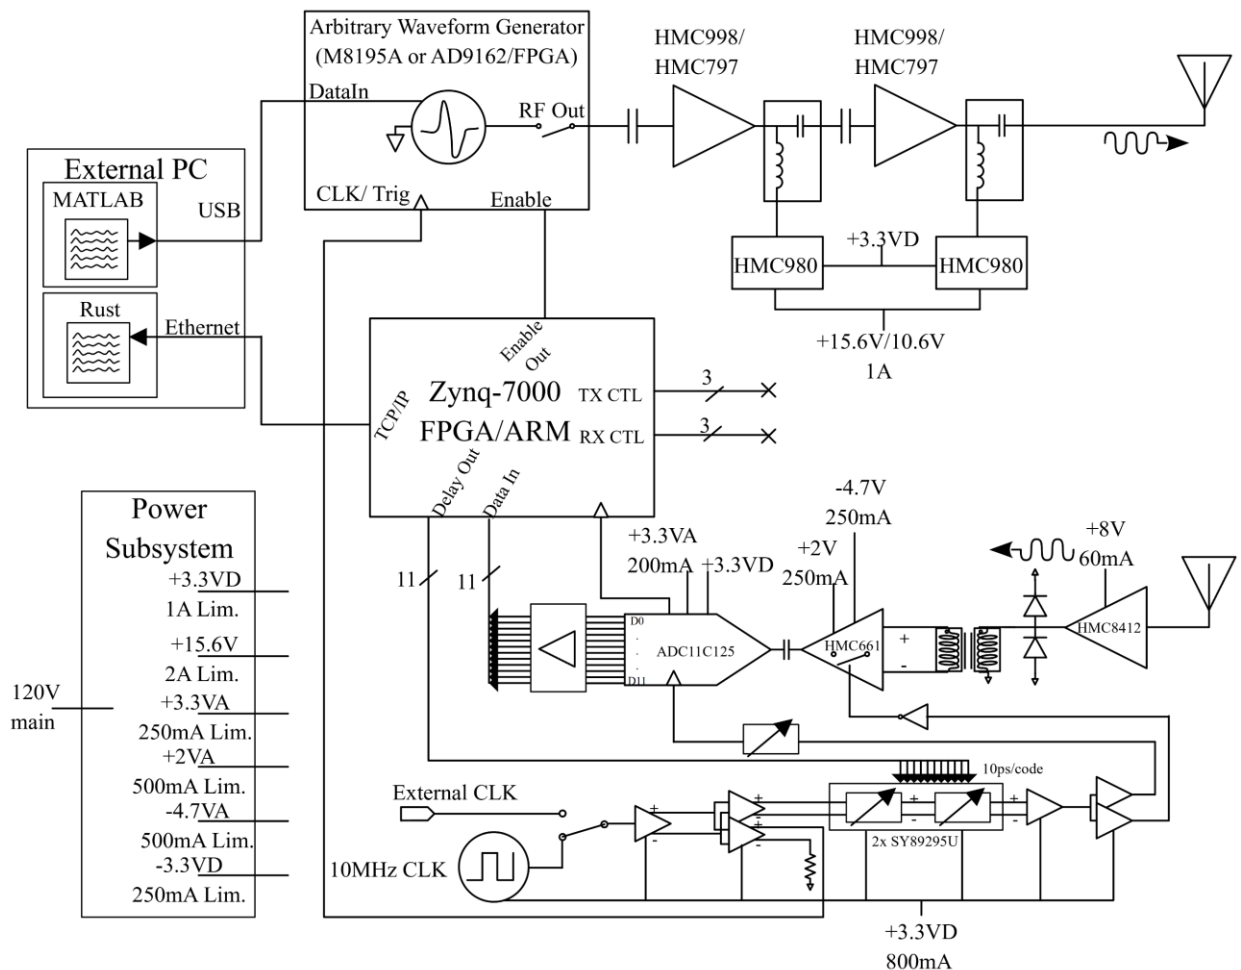 Arbitrary Waveform Generator
(M8195A or AD9162/FPGA)
DataIn
RF Out
CLK/ Trig
Enable
HMC998/
HMC797
HMC998/
HMC797
External PC
MATLAB
USB
Rust
Ethernet
HMC980
+3.3VD
HMC980
+15.6V/10.6V
1A
Enable
Out
Zynq-7000
FPGA/ARM
TCP/IP
TX CTL
3
RX CTL
3
Delay Out
Data In
11
11
Power
Subsystem
+3.3VD
1A Lim.
+15.6V
2A Lim.
+3.3VA
250mA Lim.
+2VA
500mA Lim.
-4.7VA
500mA Lim.
-3.3VD
250mA Lim.
120V
main
+3.3VA
200mA
+3.3VD
-4.7V
250mA
+2V
250mA
+8V
60mA
D0
.
.
.
.
D11
ADC11C125
HMC661
+
-
HMC8412
10ps/code
External CLK
10MHz CLK
+
-
+
-
+
-
+
-
+
-
2x SY89295U
+3.3VD
800mA